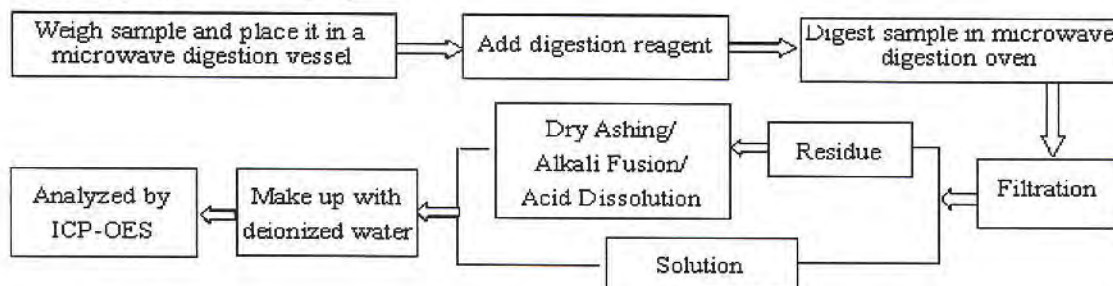 Weigh sample and place it in a
microwave digestion vessel
Add digestion reagent
Digest sample in microwave
digestion oven
Filtration
Residue
Solution
Dry Ashing/
Alkali Fusion/
Acid Dissolution
Make up with
deionized water
Analyzed by
ICP-OES